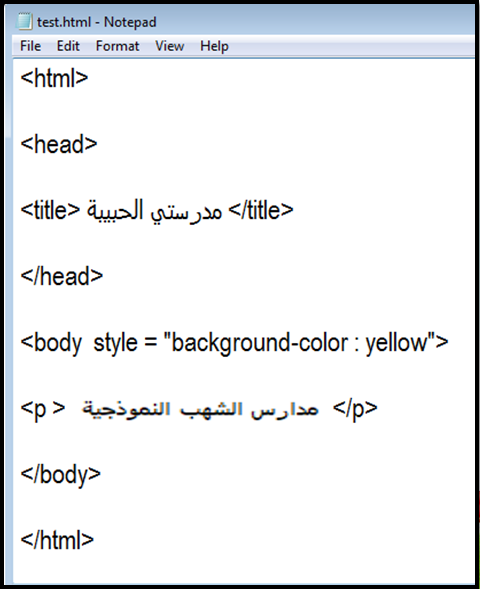 test.html - Notepad
File Edit Format View Help
<html>
<head>
<title> مدرستي الحبيبة </title>
</head>
<body style = "background-color : yellow">
<p > مدارس الشهب النموذجية </p>
</body>
</html>